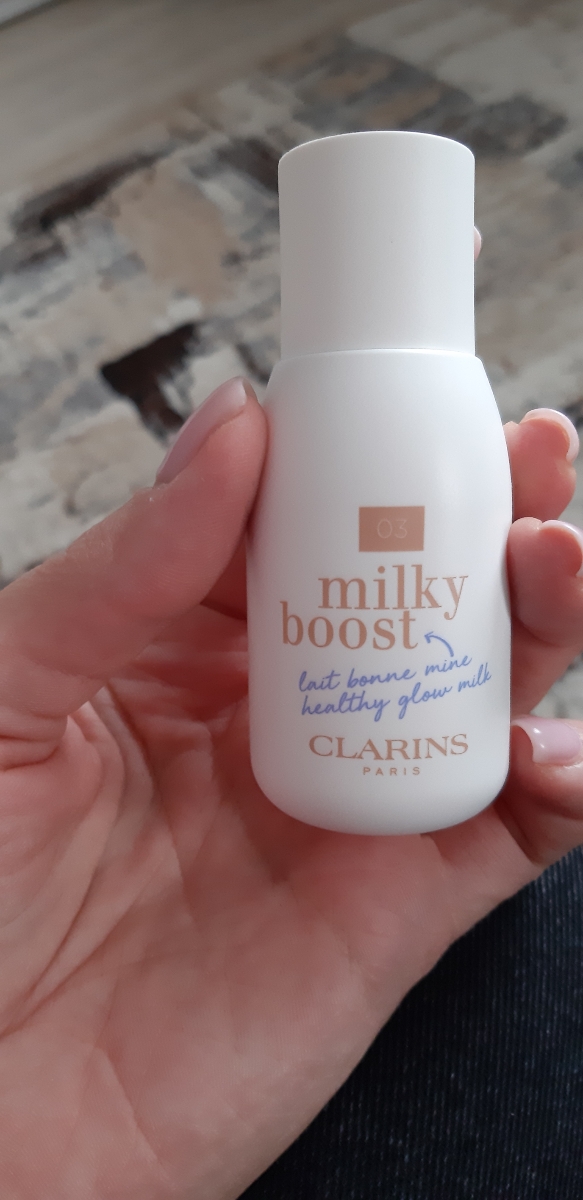 03
milky
boost
lait bonne mine
healthy glow milk
CLARINS
PARIS